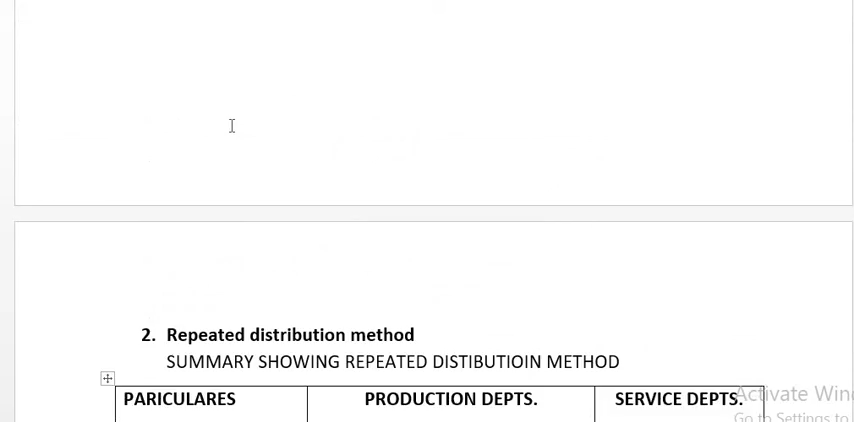 2. Repeated distribution method
SUMMARY SHOWING REPEATED DISTIBUTIOIN METHOD
PARICULARES PRODUCTION DEPTS. SERVICE DEPTS.
Activate Win
Go to Settings to